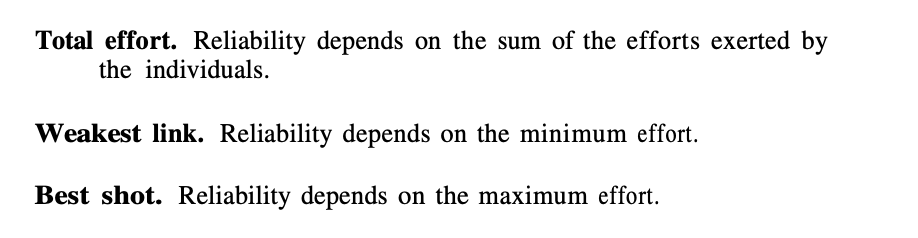 Total effort. Reliability depends on the sum of the efforts exerted by
the individuals.
Weakest link. Reliability depends on the minimum effort.
Best shot. Reliability depends on the maximum effort.